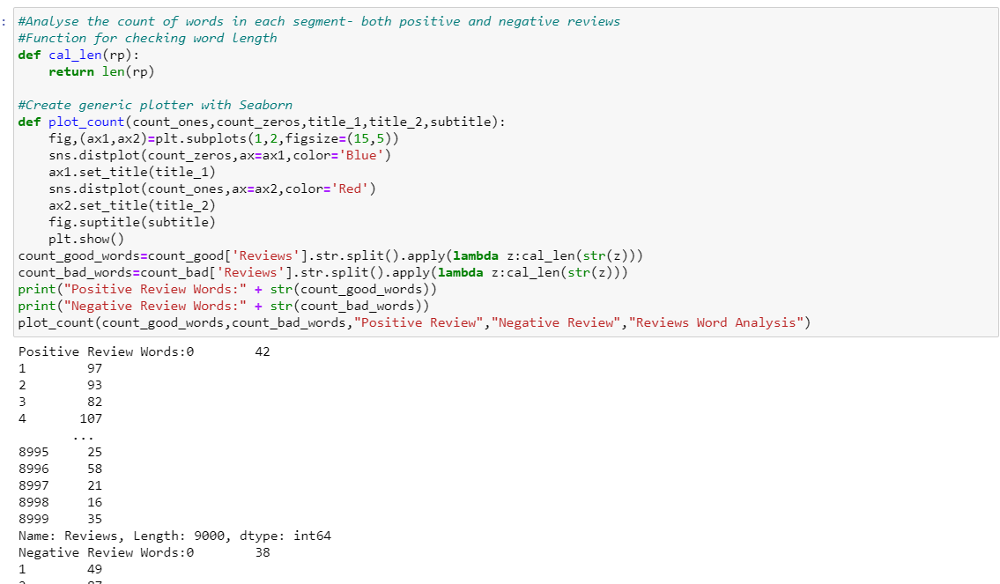 : #Analyse the count of words in each segment- both positive and negative reviews
#Function for checking word length
def cal_len(rp):
    return len(rp)

#Create generic plotter with Seaborn
def plot_count(count_ones,count_zeros,title_1,title_2,subtitle):
    fig,(ax1,ax2)=plt.subplots(1,2,figsize=(15,5))
    sns.distplot(count_zeros,ax=ax1,color='Blue')
    ax1.set_title(title_1)
    sns.distplot(count_ones,ax=ax2,color='Red')
    ax2.set_title(title_2)
    fig.suptitle(subtitle)
    plt.show()
count_good_words=count_good['Reviews'].str.split().apply(lambda z:cal_len(str(z)))
count_bad_words=count_bad['Reviews'].str.split().apply(lambda z:cal_len(str(z)))
print("Positive Review Words:" + str(count_good_words))
print("Negative Review Words:" + str(count_bad_words))
plot_count(count_good_words,count_bad_words,"Positive Review","Negative Review","Reviews Word Analysis")
Positive Review Words:0        42
1        97
2        93
3        82
4       107
       ...
8995     25
8996     58
8997     21
8998     16
8999     35
Name: Reviews, Length: 9000, dtype: int64
Negative Review Words:0        38
1        49